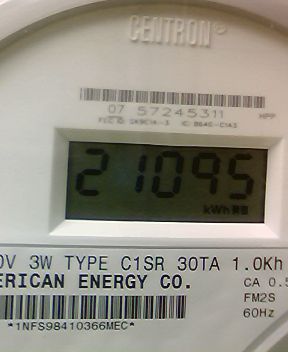 CENTRON®
07 57245311 HPP
21095
kWh
0V 3W TYPE C1SR 30TA 1.0Kh
ERICAN ENERGY CO. CA 0.5
FM2S
*1NFS98410366MEC* 60Hz